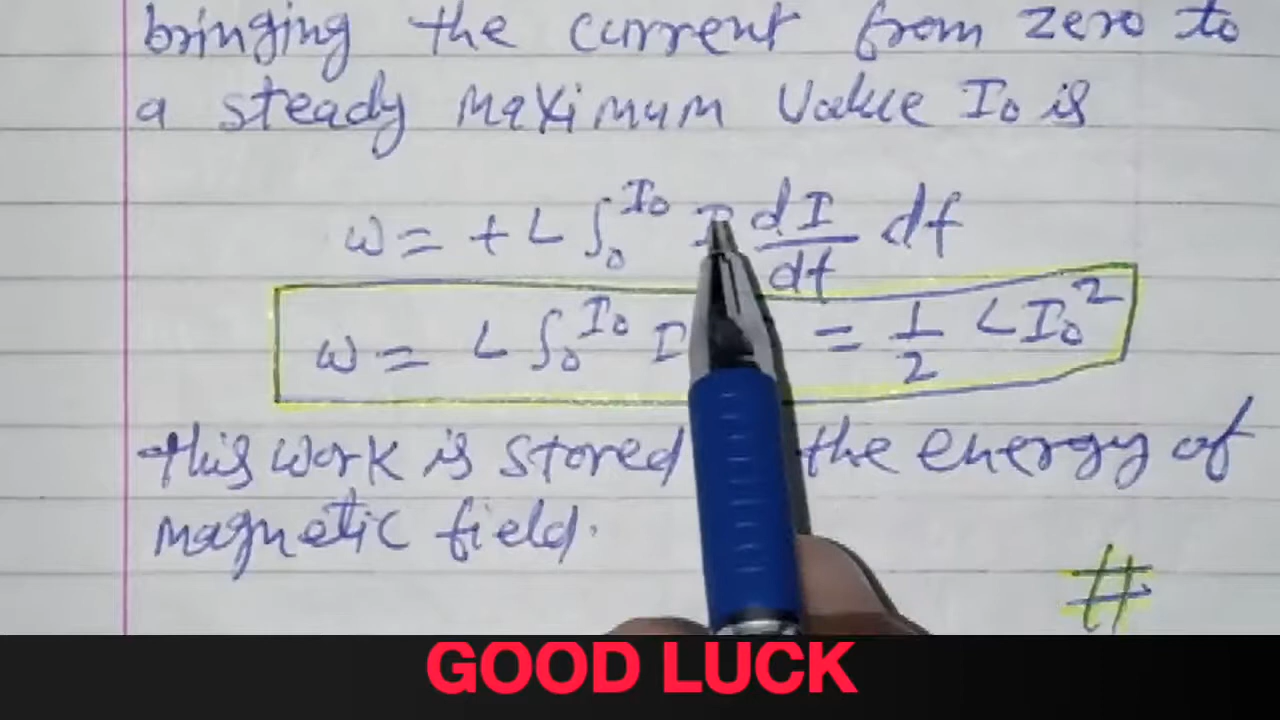 bringing the current from zero to
a steady maximum value I₀ is
W = + L ∫₀^I₀ I dI/dt dt
W = L ∫₀^I₀ I = 1/2 L I₀²
this work is stored the energy of
magnetic field.
#
GOOD LUCK